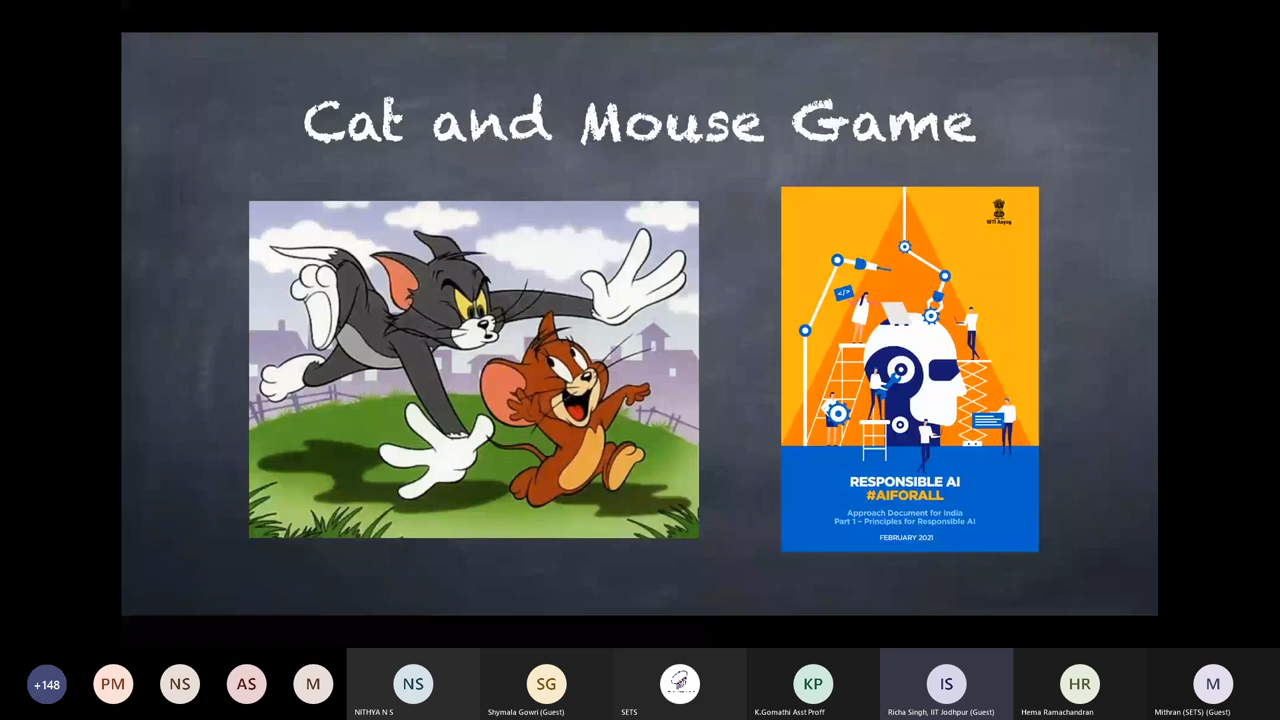 Cat and Mouse Game
NITI Aayog
</>
RESPONSIBLE AI
#AIFORALL
Approach Document for India
Part 1 – Principles for Responsible AI
FEBRUARY 2021
+148
PM
NS
AS
M
NS
SG
KP
IS
HR
M
NITHYA N S
Shymala Gowri (Guest)
SETS
K.Gomathi Asst Proff
Richa Singh, IIT Jodhpur (Guest)
Hema Ramachandran
Mithran (SETS) (Guest)